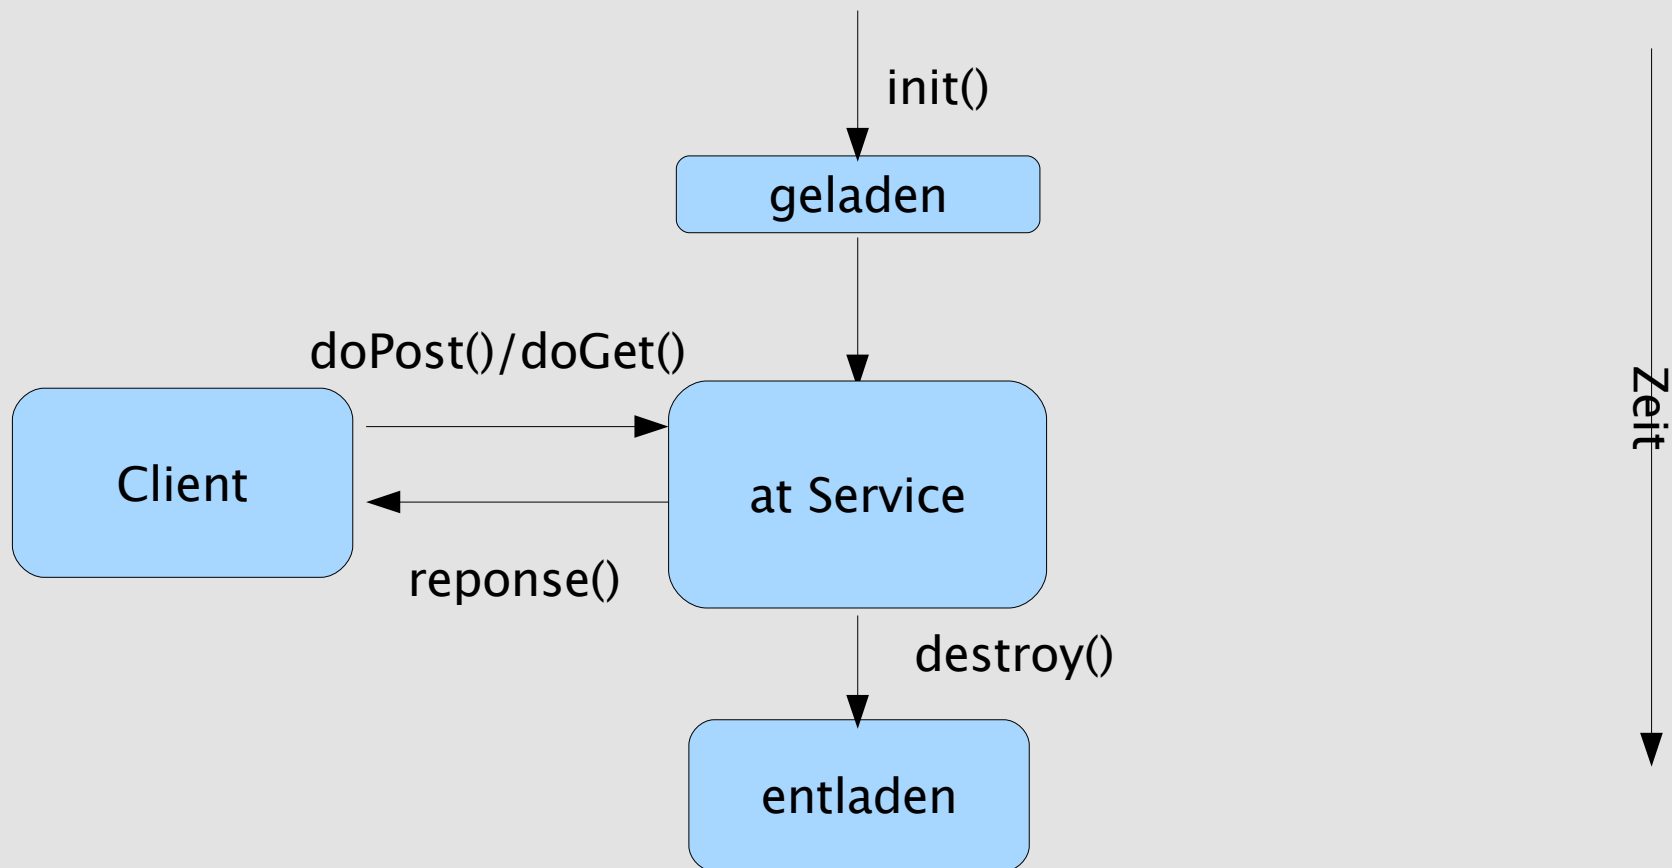 init()
geladen
doPost()/doGet()
Zeit
Client
at Service
reponse()
destroy()
entladen